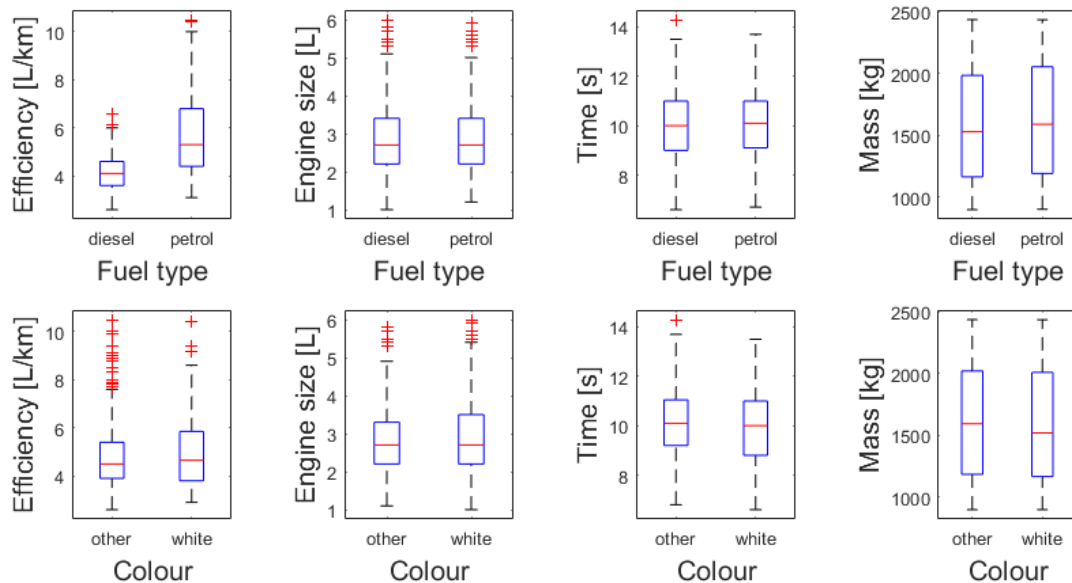 Efficiency [L/km]
10
8
6
4
diesel petrol
Fuel type
Engine size [L]
6
5
4
3
2
1
diesel petrol
Fuel type
Time [s]
14
12
10
8
diesel petrol
Fuel type
Mass [kg]
2500
2000
1500
1000
diesel petrol
Fuel type
Efficiency [L/km]
10
8
6
4
other white
Colour
Engine size [L]
6
5
4
3
2
1
other white
Colour
Time [s]
14
12
10
8
other white
Colour
Mass [kg]
2500
2000
1500
1000
other white
Colour